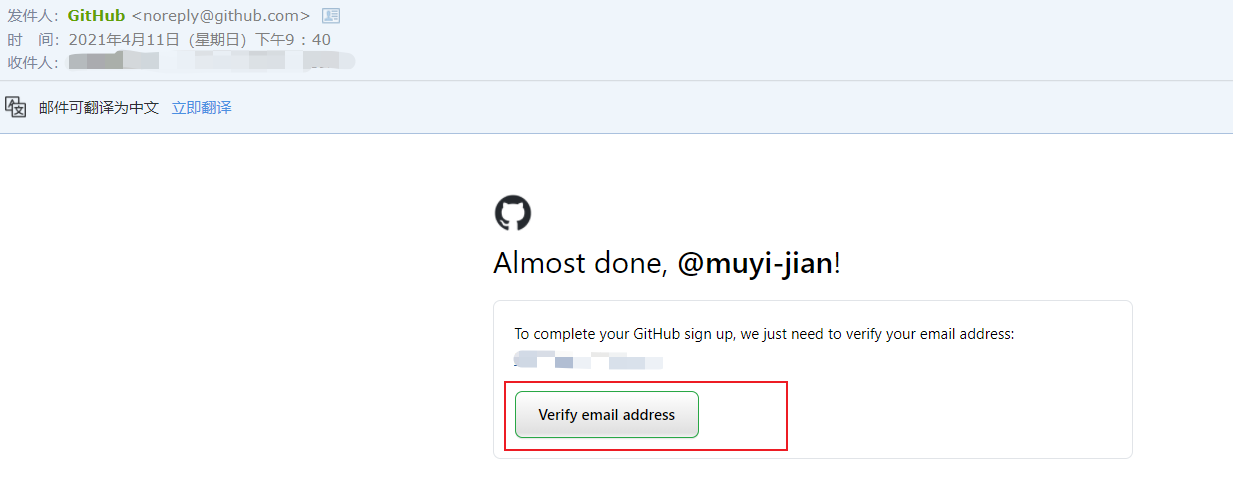 发件人：GitHub <noreply@github.com>
时 间：2021年4月11日（星期日）下午9：40
收件人：
邮件可翻译为中文 立即翻译
Almost done, @muyi-jian!
To complete your GitHub sign up, we just need to verify your email address:
Verify email address